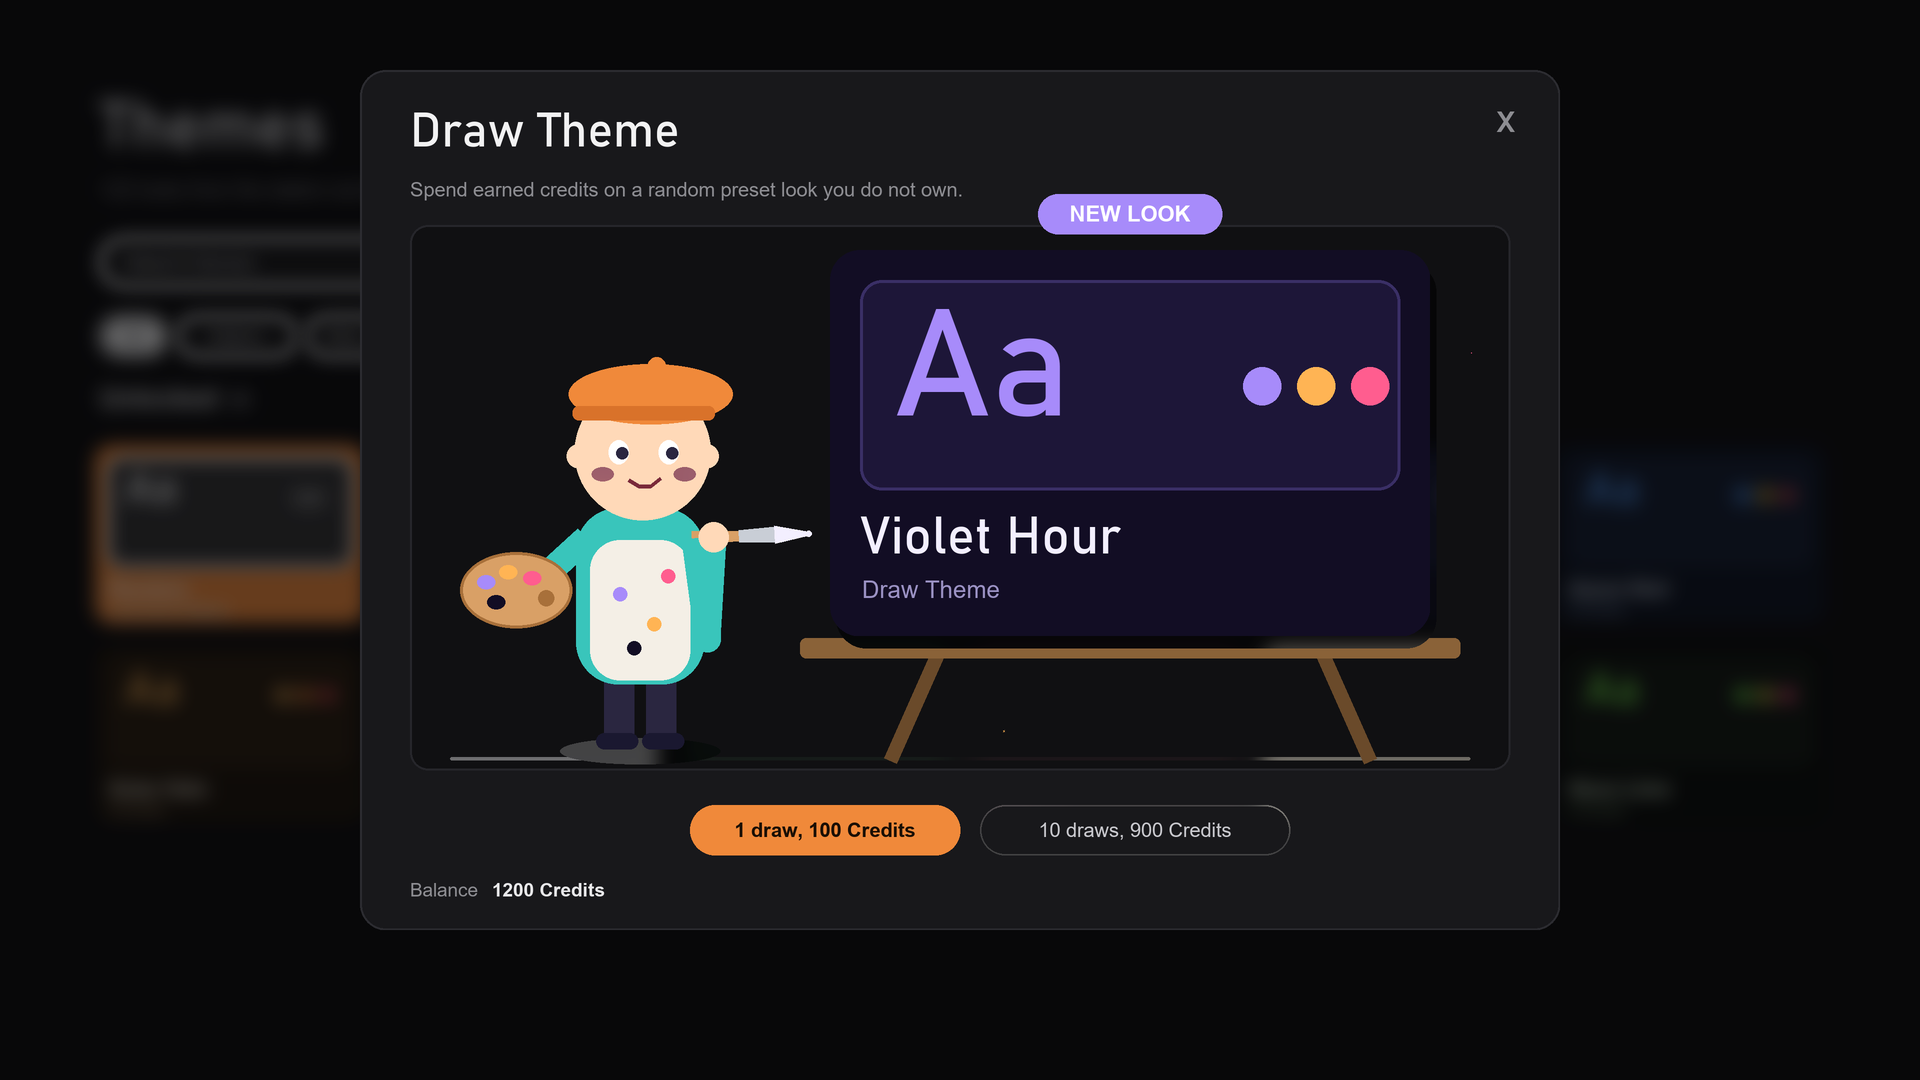 Themes
Draw Theme
X
Spend earned credits on a random preset look you do not own.
NEW LOOK
Aa
Violet Hour
Draw Theme
1 draw, 100 Credits
10 draws, 900 Credits
Balance 1200 Credits